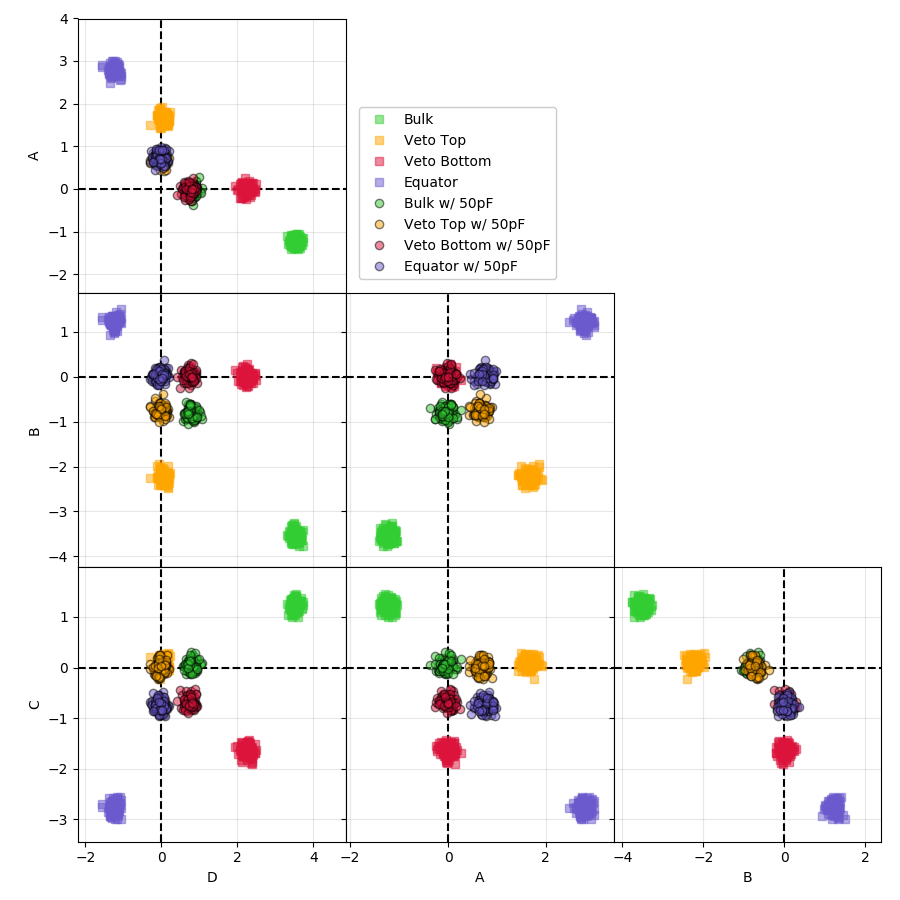 4
3
2
1
0
−1
−2
A
Bulk
Veto Top
Veto Bottom
Equator
Bulk w/ 50pF
Veto Top w/ 50pF
Veto Bottom w/ 50pF
Equator w/ 50pF
1
0
−1
−2
−3
−4
B
1
0
−1
−2
−3
C
−2 0 2 4 −2 0 2 −4 −2 0 2
D A B